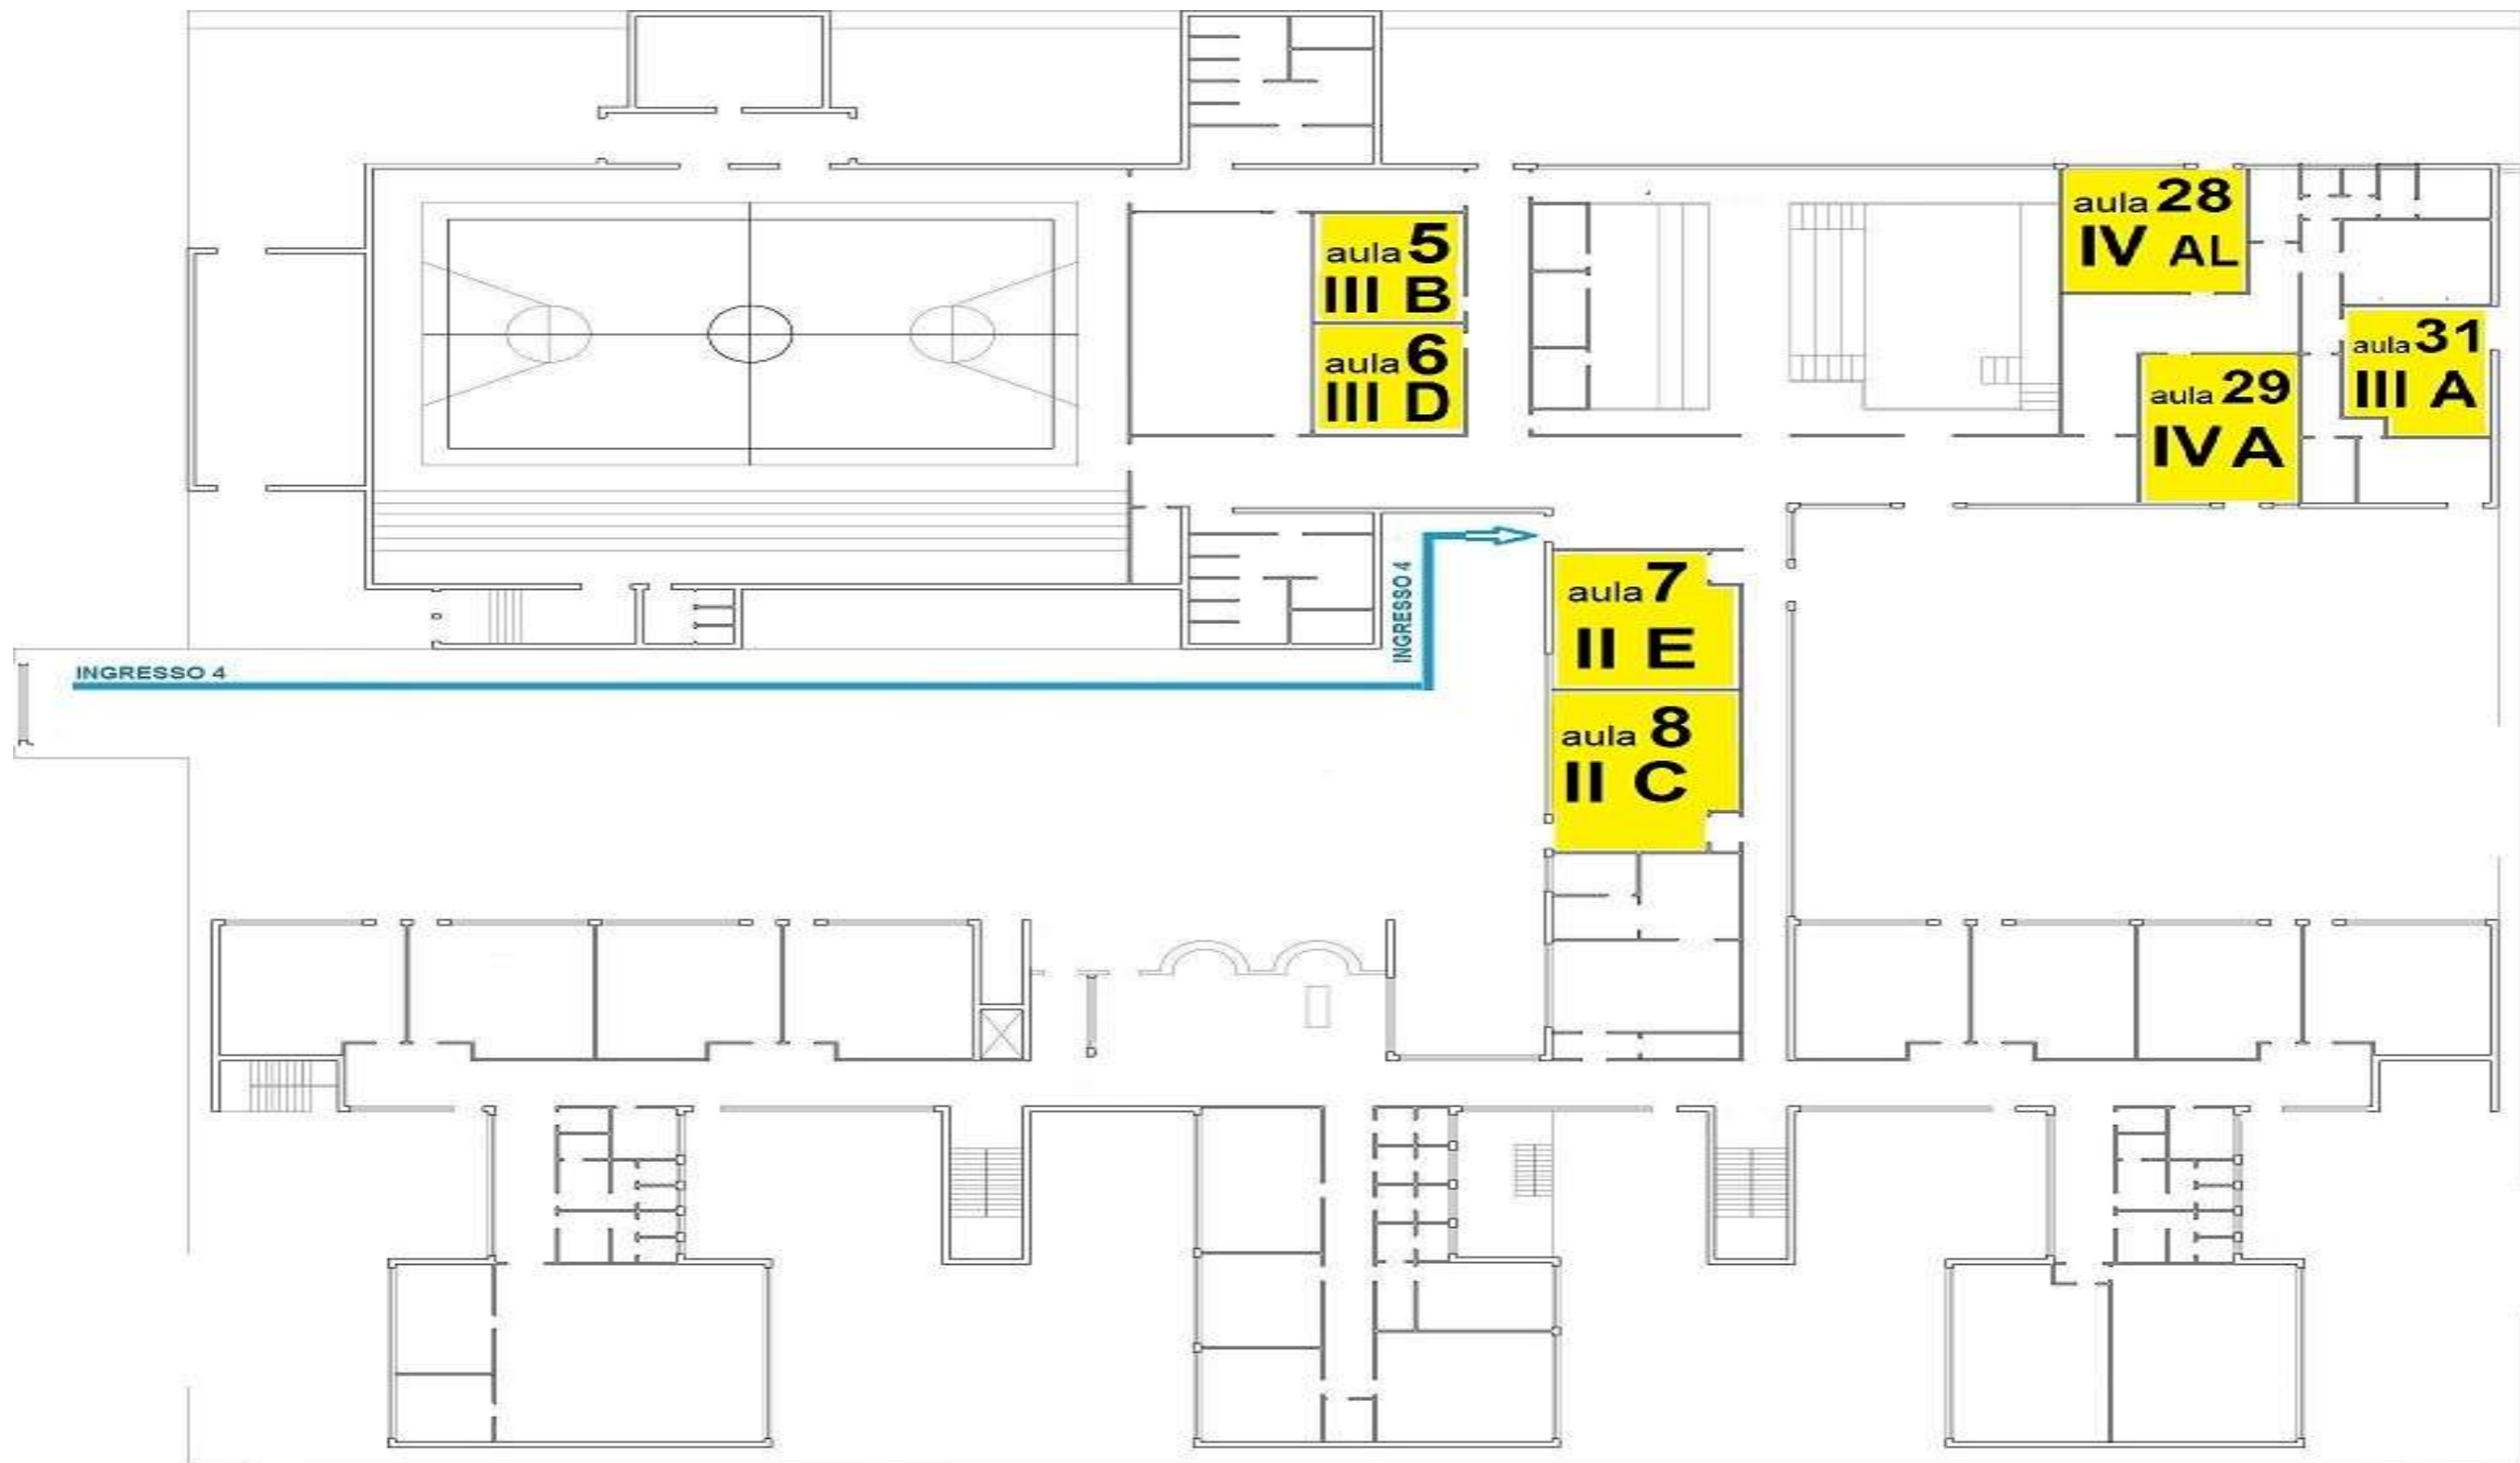 aula 28
IV AL
aula 5
III B
aula 31
III A
aula 6
III D
aula 29
IV A
INGRESSO 4
aula 7
II E
INGRESSO 4
aula 8
II C